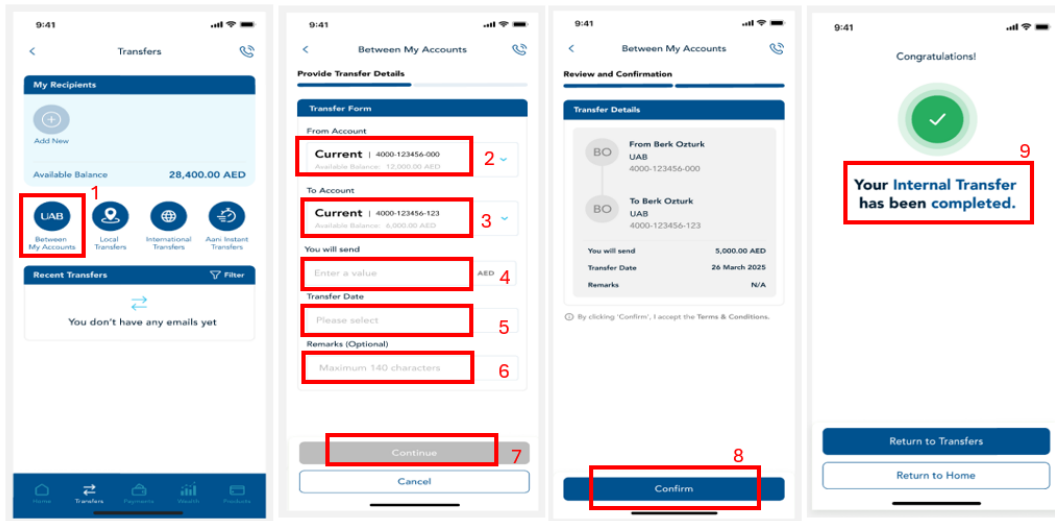 9:41
Transfers
My Recipients
Add New
Available Balance 28,400.00 AED
1
UAB
Between My Accounts
Local Transfers
International Transfers
Aani Instant Transfers
Recent Transfers Filter
You don't have any emails yet
Home Transfers Payments Wealth Products
9:41
Between My Accounts
Provide Transfer Details
Transfer Form
From Account
Current | 4000-123456-000
Available Balance: 12,000.00 AED
2
To Account
Current | 4000-123456-123
Available Balance: 6,000.00 AED
3
You will send
Enter a value AED
4
Transfer Date
Please select
5
Remarks (Optional)
Maximum 140 characters
6
Continue
7
Cancel
9:41
Between My Accounts
Review and Confirmation
Transfer Details
BO
From Berk Ozturk
UAB
4000-123456-000
BO
To Berk Ozturk
UAB
4000-123456-123
You will send 5,000.00 AED
Transfer Date 26 March 2025
Remarks N/A
By clicking 'Confirm', I accept the Terms & Conditions.
8
Confirm
9:41
Congratulations!
9
Your Internal Transfer
has been completed.
Return to Transfers
Return to Home